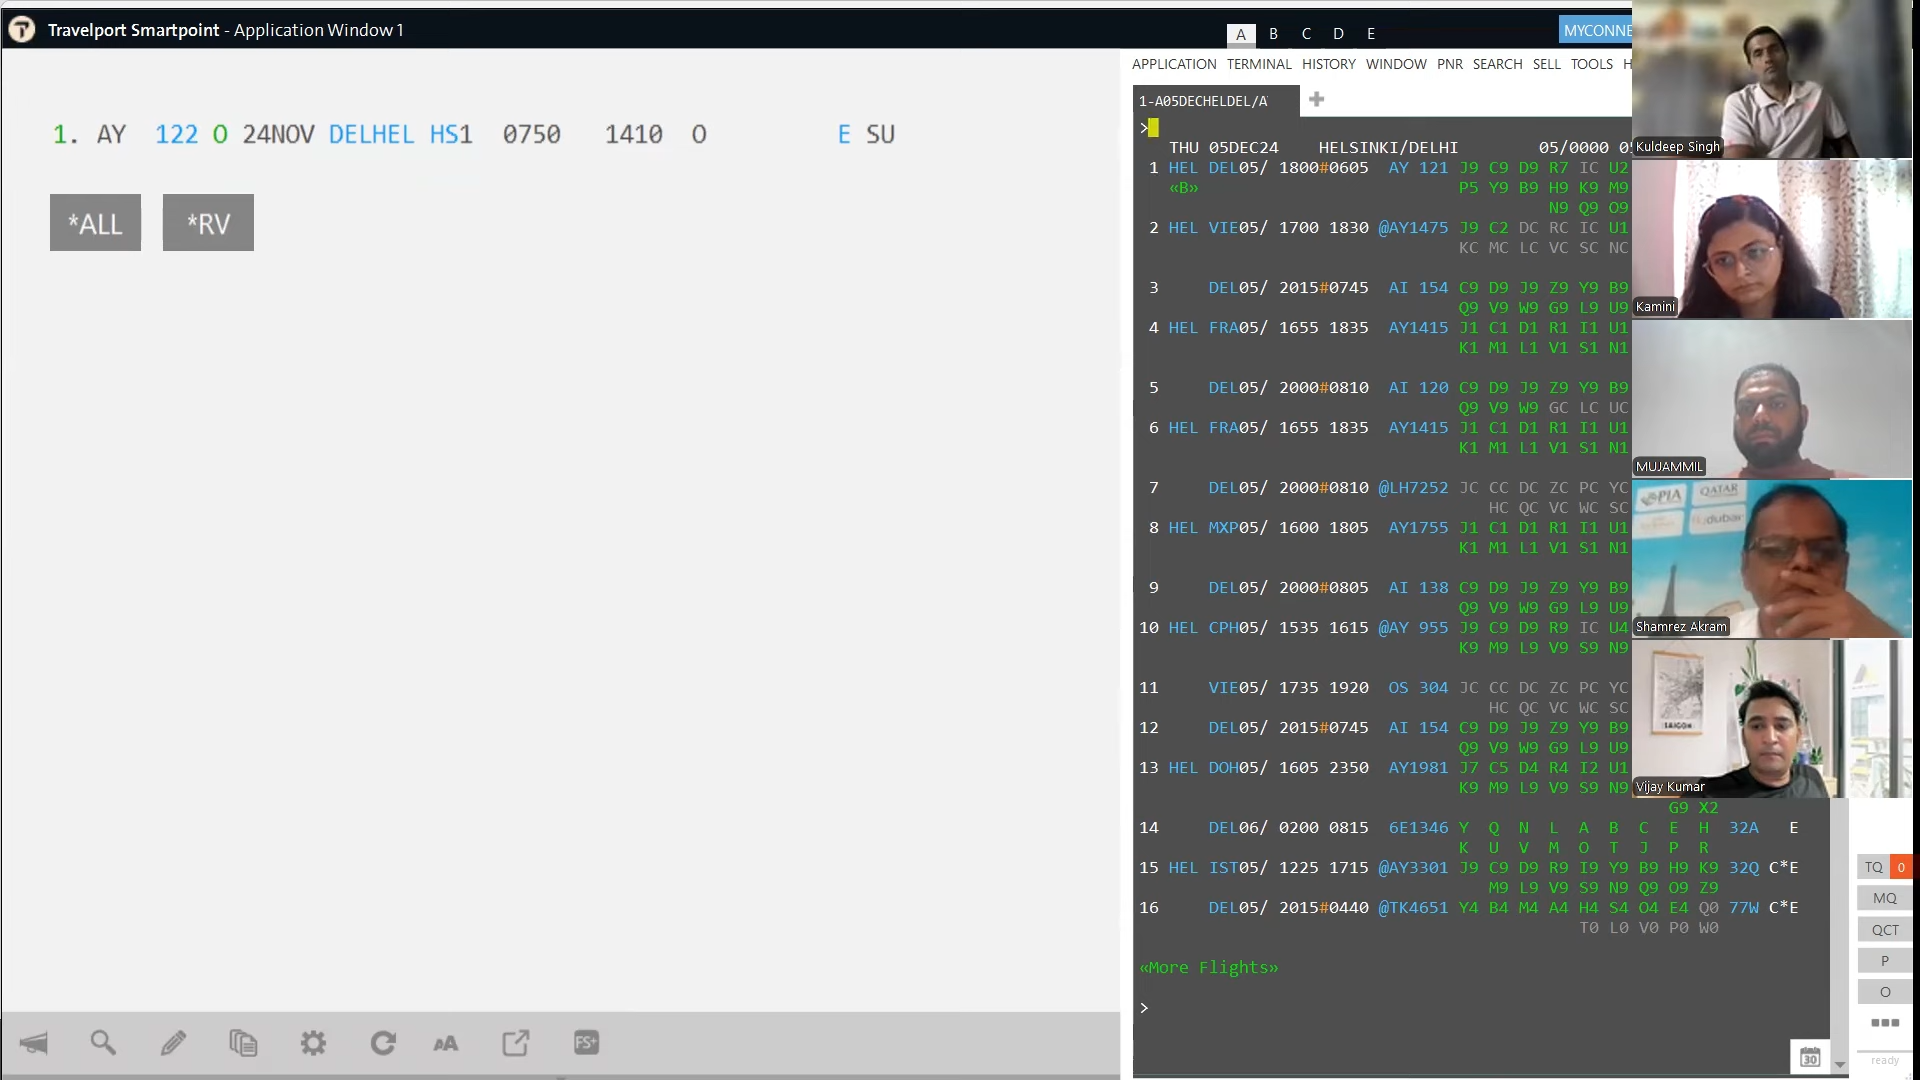 Travelport Smartpoint - Application Window 1
A B C D E
MYCONNE
APPLICATION TERMINAL HISTORY WINDOW PNR SEARCH SELL TOOLS H
1-A05DECHELDEL/A
1. AY 122 O 24NOV DELHEL HS1 0750 1410 O E SU
*ALL *RV
>
THU 05DEC24 HELSINKI/DELHI 05/0000 05
1 HEL DEL05/ 1800#0605 AY 121 J9 C9 D9 R7 IC U2
«B» P5 Y9 B9 H9 K9 M9
N9 Q9 O9
2 HEL VIE05/ 1700 1830 @AY1475 J9 C2 DC RC IC U1
KC MC LC VC SC NC
3 DEL05/ 2015#0745 AI 154 C9 D9 J9 Z9 Y9 B9
Q9 V9 W9 G9 L9 U9
4 HEL FRA05/ 1655 1835 AY1415 J1 C1 D1 R1 I1 U1
K1 M1 L1 V1 S1 N1
5 DEL05/ 2000#0810 AI 120 C9 D9 J9 Z9 Y9 B9
Q9 V9 W9 GC LC UC
6 HEL FRA05/ 1655 1835 AY1415 J1 C1 D1 R1 I1 U1
K1 M1 L1 V1 S1 N1
7 DEL05/ 2000#0810 @LH7252 JC CC DC ZC PC YC
HC QC VC WC SC
8 HEL MXP05/ 1600 1805 AY1755 J1 C1 D1 R1 I1 U1
K1 M1 L1 V1 S1 N1
9 DEL05/ 2000#0805 AI 138 C9 D9 J9 Z9 Y9 B9
Q9 V9 W9 G9 L9 U9
10 HEL CPH05/ 1535 1615 @AY 955 J9 C9 D9 R9 IC U4
K9 M9 L9 V9 S9 N9
11 VIE05/ 1735 1920 OS 304 JC CC DC ZC PC YC
HC QC VC WC SC
12 DEL05/ 2015#0745 AI 154 C9 D9 J9 Z9 Y9 B9
Q9 V9 W9 G9 L9 U9
13 HEL DOH05/ 1605 2350 AY1981 J7 C5 D4 R4 I2 U1
K9 M9 L9 V9 S9 N9
G9 X2
14 DEL06/ 0200 0815 6E1346 Y Q N L A B C E H 32A E
K U V M O T J P R
15 HEL IST05/ 1225 1715 @AY3301 J9 C9 D9 R9 I9 Y9 B9 H9 K9 32Q C*E
M9 L9 V9 S9 N9 Q9 O9 Z9
16 DEL05/ 2015#0440 @TK4651 Y4 B4 M4 A4 H4 S4 O4 E4 Q0 77W C*E
T0 L0 V0 P0 W0
«More Flights»
>
Kuldeep Singh
Kamini
MUJAMMIL
PIA QATAR
dubai
Shamrez Akram
SAIGON
Vijay Kumar
TQ 0
MQ
QCT
P
O
ready
30
AA
FS+